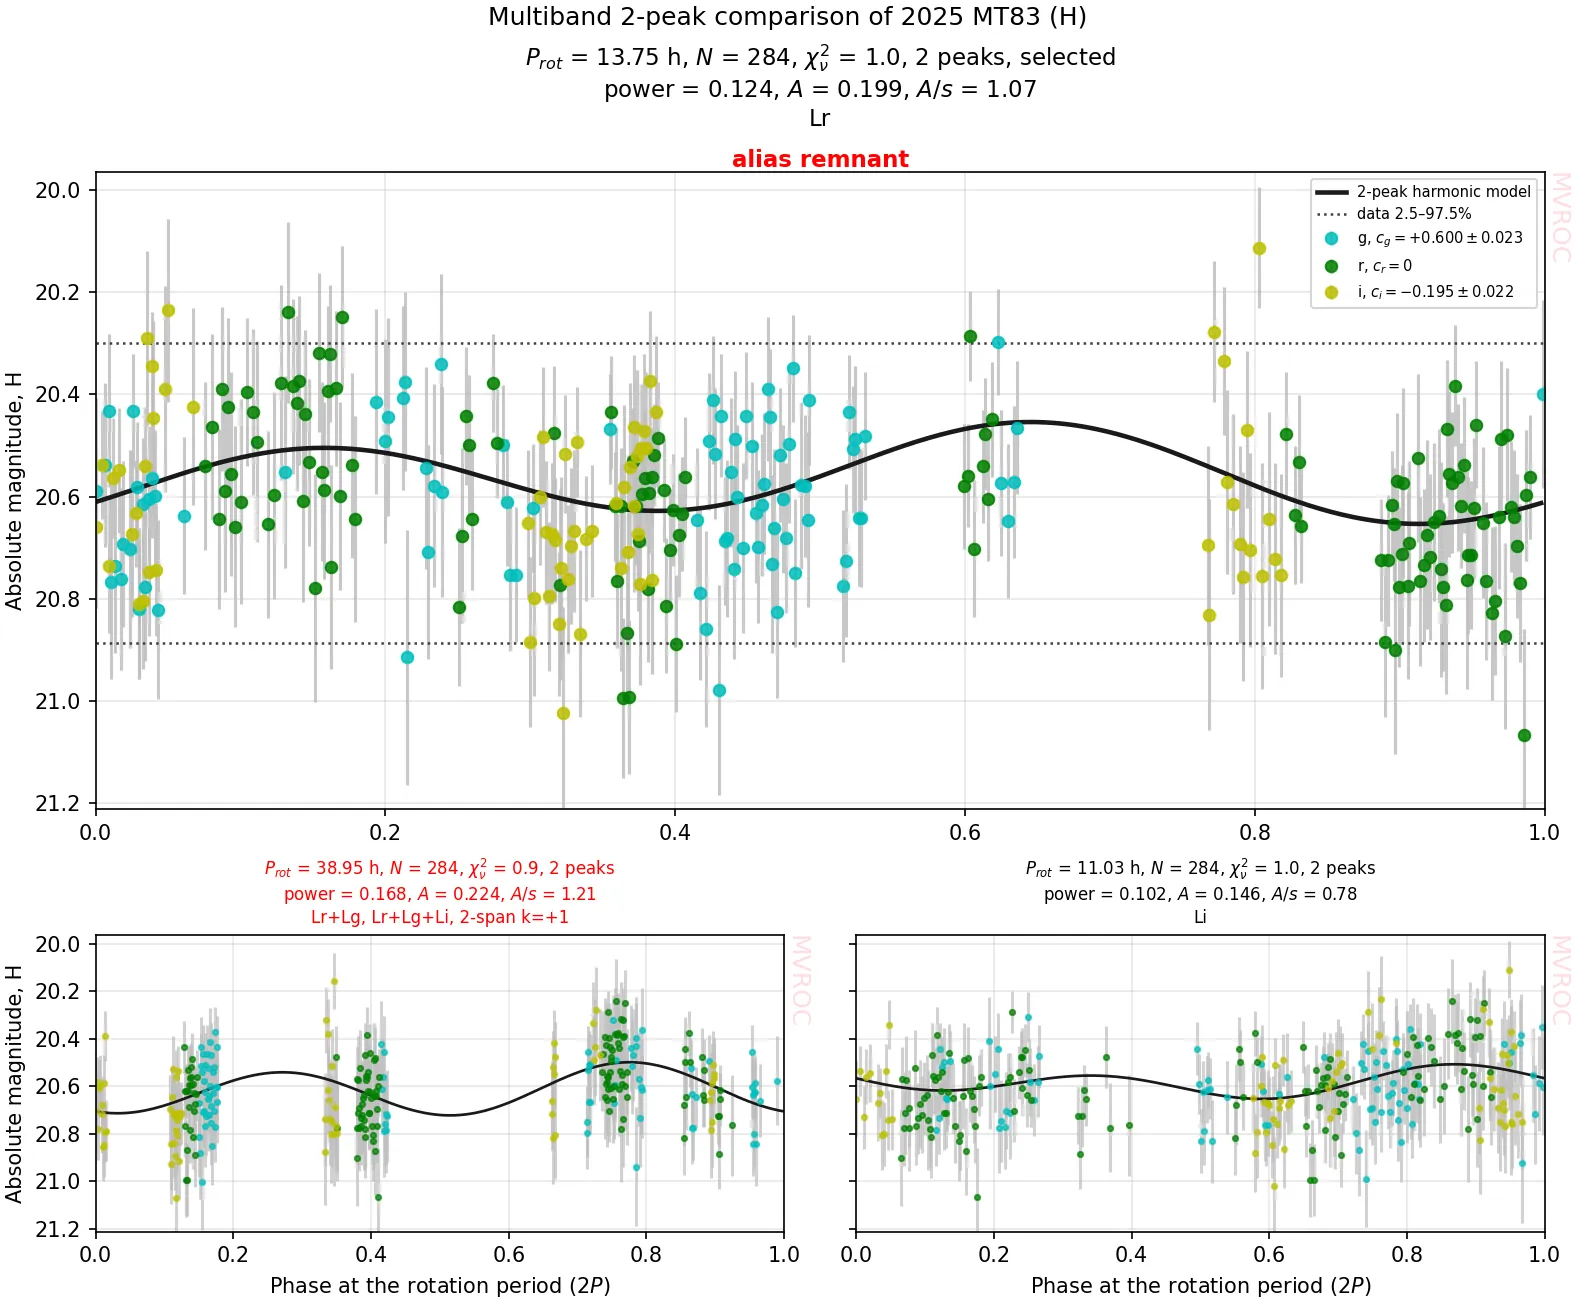 Multiband 2-peak comparison of 2025 MT83 (H)
P_rot = 13.75 h, N = 284, χ²_ν = 1.0, 2 peaks, selected
power = 0.124, A = 0.199, A/s = 1.07
Lr
alias remnant
MVROC
2-peak harmonic model
data 2.5–97.5%
g, c_g = +0.600 ± 0.023
r, c_r = 0
i, c_i = −0.195 ± 0.022
Absolute magnitude, H
20.0
20.2
20.4
20.6
20.8
21.0
21.2
0.0 0.2 0.4 0.6 0.8 1.0
P_rot = 38.95 h, N = 284, χ²_ν = 0.9, 2 peaks
power = 0.168, A = 0.224, A/s = 1.21
Lr+Lg, Lr+Lg+Li, 2-span k=+1
MVROC
Absolute magnitude, H
20.0
20.2
20.4
20.6
20.8
21.0
21.2
0.0 0.2 0.4 0.6 0.8 1.0
Phase at the rotation period (2P)
P_rot = 11.03 h, N = 284, χ²_ν = 1.0, 2 peaks
power = 0.102, A = 0.146, A/s = 0.78
Li
MVROC
0.0 0.2 0.4 0.6 0.8 1.0
Phase at the rotation period (2P)